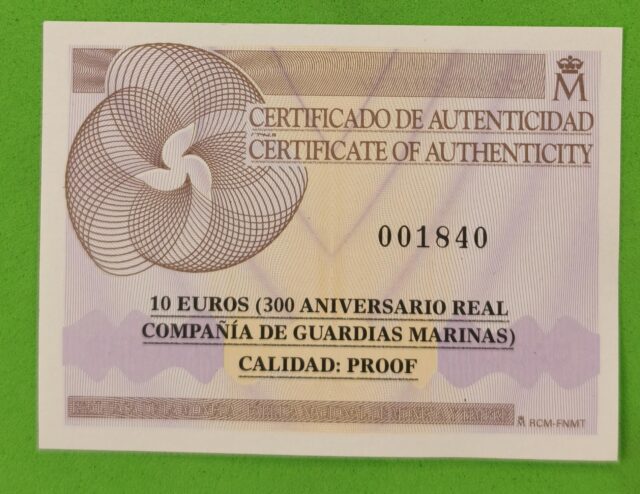 M
CERTIFICADO DE AUTENTICIDAD
CERTIFICATE OF AUTHENTICITY
001840
10 EUROS (300 ANIVERSARIO REAL
COMPAÑÍA DE GUARDIAS MARINAS)
CALIDAD: PROOF
M RCM-FNMT